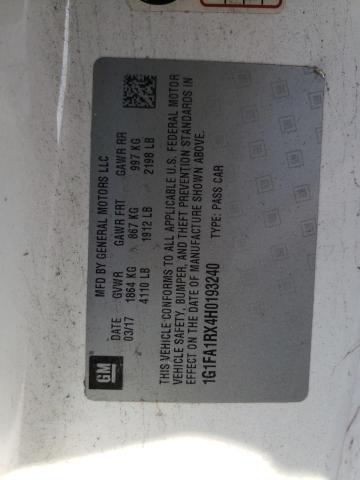 MFD BY GENERAL MOTORS LLC
DATE GVWR GAWR FRT GAWR RR
03/17 1864 KG 867 KG 997 KG
4110 LB 1912 LB 2198 LB
THIS VEHICLE CONFORMS TO ALL APPLICABLE U.S. FEDERAL MOTOR
VEHICLE SAFETY, BUMPER, AND THEFT PREVENTION STANDARDS IN
EFFECT ON THE DATE OF MANUFACTURE SHOWN ABOVE.
1G1FA1RX4H0193240 TYPE: PASS CAR
GM